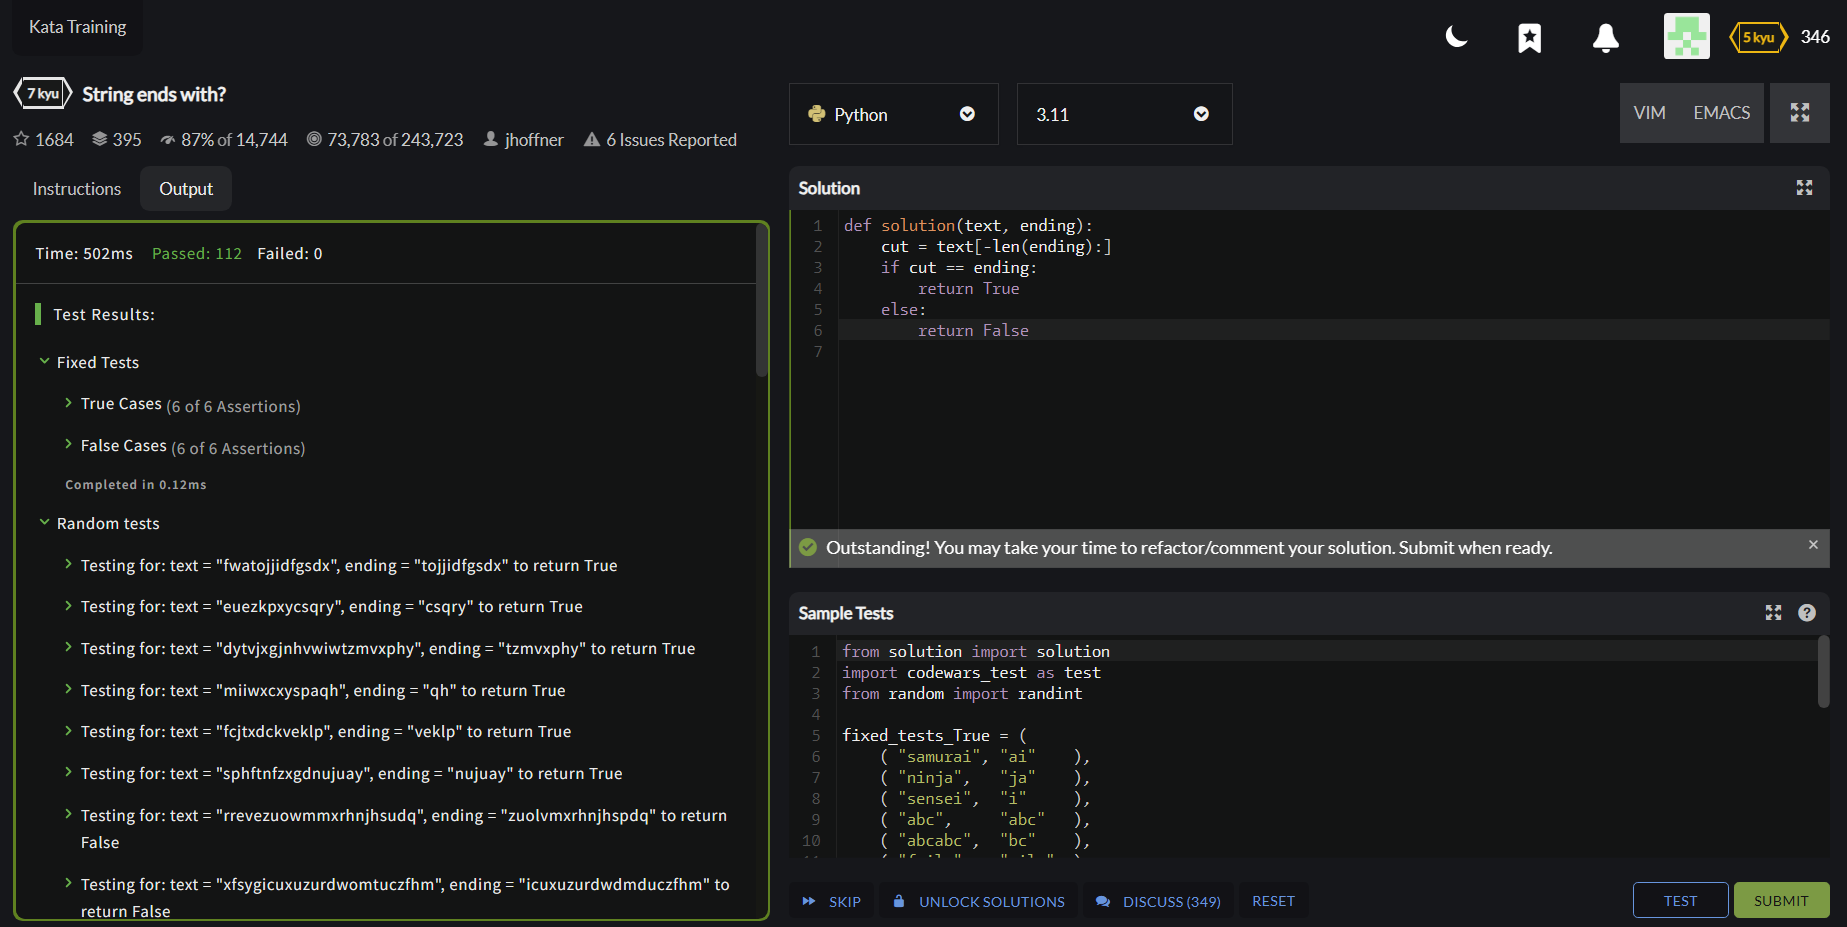 Kata Training
5 kyu
346
7 kyu
String ends with?
1684
395
87% of 14,744
73,783 of 243,723
jhoffner
6 Issues Reported
Instructions
Output
Time: 502ms Passed: 112 Failed: 0
Test Results:
Fixed Tests
True Cases (6 of 6 Assertions)
False Cases (6 of 6 Assertions)
Completed in 0.12ms
Random tests
Testing for: text = "fwatojjidfgsdx", ending = "tojjidfgsdx" to return True
Testing for: text = "euezkpxycsqry", ending = "csqry" to return True
Testing for: text = "dytvjxgjnhvwiwtzmvxphy", ending = "tzmvxphy" to return True
Testing for: text = "miiwxcxyspaqh", ending = "qh" to return True
Testing for: text = "fcjtxdckveklp", ending = "veklp" to return True
Testing for: text = "sphftnfzxgdnujuay", ending = "nujuay" to return True
Testing for: text = "rrevezuowmmxrhnjhsudq", ending = "zuolvmxrhnjhspdq" to return
False
Testing for: text = "xfsygicuxuzurdwomtuczfhm", ending = "icuxuzurdwdmduczfhm" to
return False
Python
3.11
VIM EMACS
Solution
1 def solution(text, ending):
2 cut = text[-len(ending):]
3 if cut == ending:
4 return True
5 else:
6 return False
7
Outstanding! You may take your time to refactor/comment your solution. Submit when ready.
Sample Tests
1 from solution import solution
2 import codewars_test as test
3 from random import randint
4
5 fixed_tests_True = (
6 ( "samurai", "ai" ),
7 ( "ninja", "ja" ),
8 ( "sensei", "i" ),
9 ( "abc", "abc" ),
10 ( "abcabc", "bc" ),
SKIP
UNLOCK SOLUTIONS
DISCUSS (349)
RESET
TEST
SUBMIT